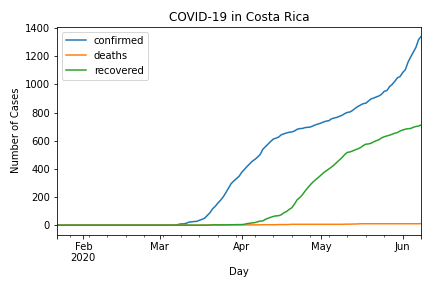 COVID-19 in Costa Rica
1400
1200
1000
800
600
400
200
0
Number of Cases
confirmed
deaths
recovered
Feb
2020
Mar
Apr
May
Jun
Day